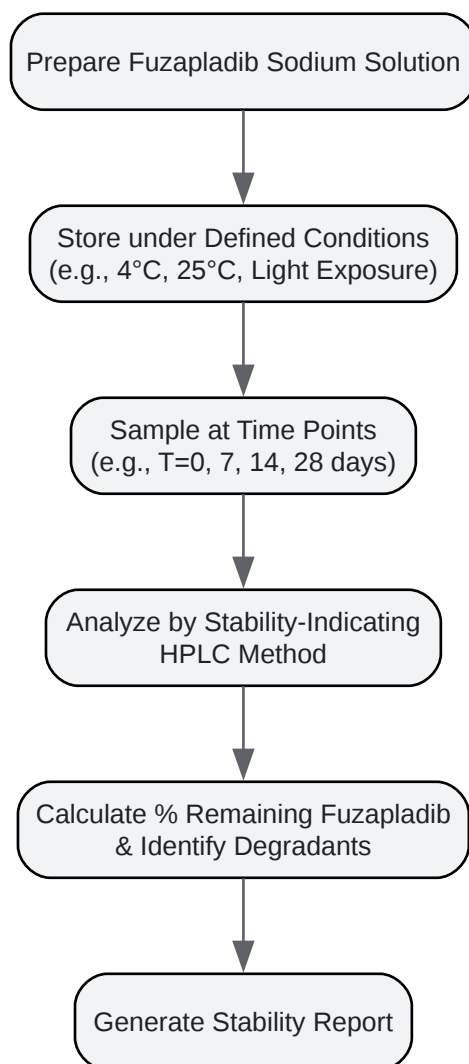 Prepare Fuzapladib Sodium Solution
Store under Defined Conditions
(e.g., 4°C, 25°C, Light Exposure)
Sample at Time Points
(e.g., T=0, 7, 14, 28 days)
Analyze by Stability-Indicating
HPLC Method
Calculate % Remaining Fuzapladib
& Identify Degradants
Generate Stability Report